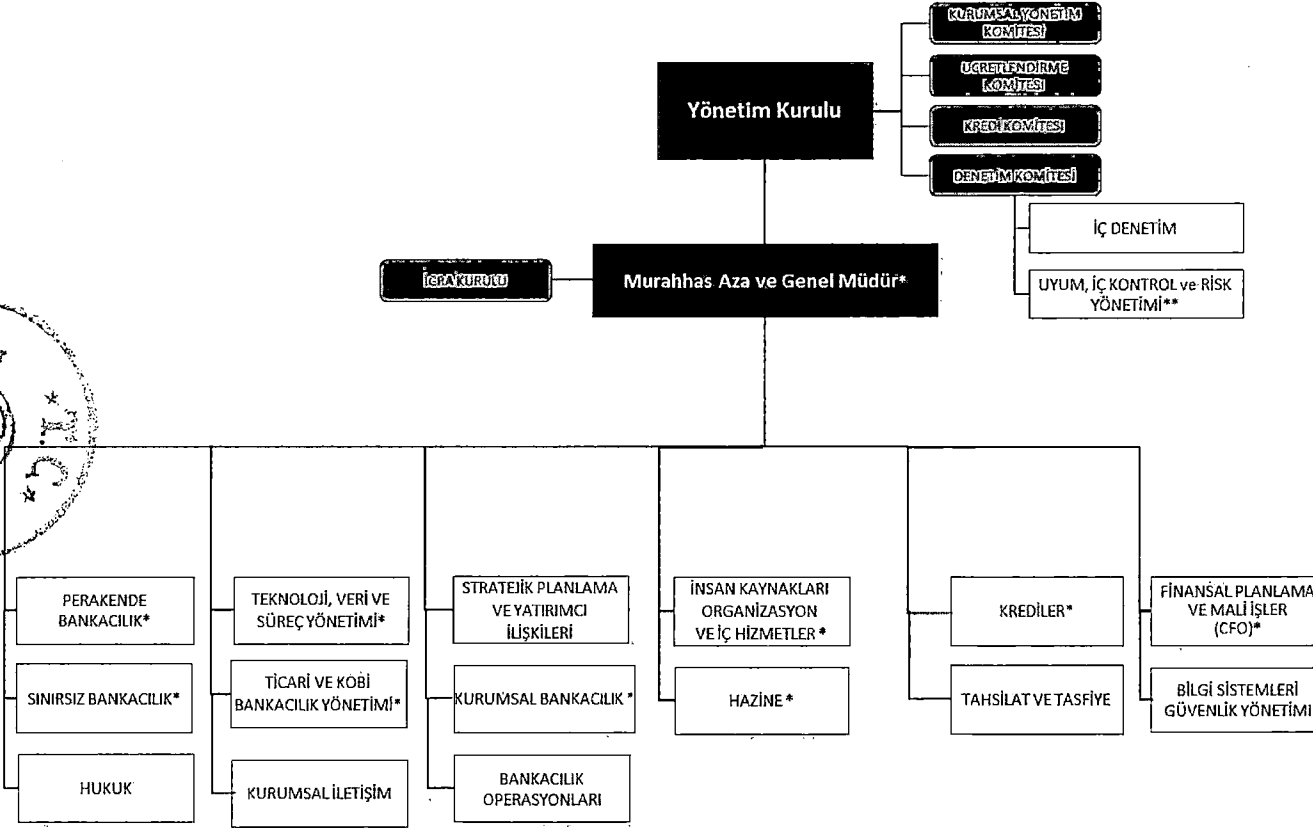 KURUMSAL YÖNETİM
KOMİTESİ
ÜCRETLENDİRME
KOMİTESİ
Yönetim Kurulu
KREDİ KOMİTESİ
DENETİM KOMİTESİ
İÇ DENETİM
İCRA KURULU
Murahhas Aza ve Genel Müdür*
UYUM, İÇ KONTROL ve RİSK
YÖNETİMİ**
PERAKENDE
BANKACILIK*
TEKNOLOJİ, VERİ VE
SÜREÇ YÖNETİMİ*
STRATEJİK PLANLAMA
VE YATIRIMCI
İLİŞKİLERİ
İNSAN KAYNAKLARI
ORGANİZASYON
VE İÇ HİZMETLER *
KREDİLER*
FİNANSAL PLANLAMA
VE MALİ İŞLER
(CFO)*
SINIRSIZ BANKACILIK*
TİCARİ VE KOBİ
BANKACILIK YÖNETİMİ*
KURUMSAL BANKACILIK *
HAZİNE *
TAHSİLAT VE TASFİYE
BİLGİ SİSTEMLERİ
GÜVENLİK YÖNETİMİ
HUKUK
KURUMSAL İLETİŞİM
BANKACILIK
OPERASYONLARI